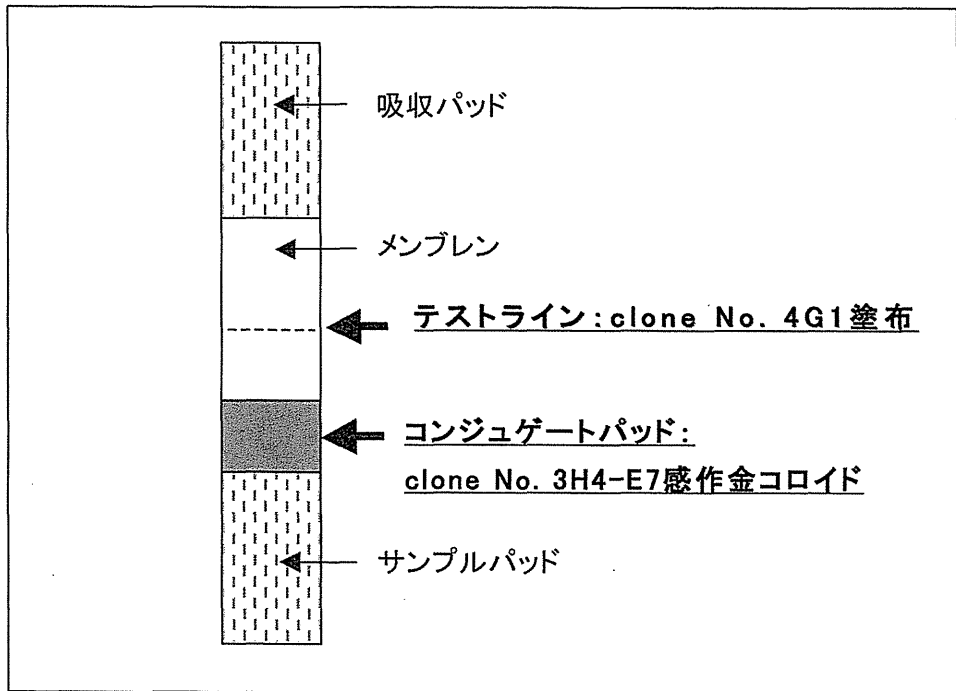 吸収パッド
メンブレン
テストライン:clone No. 4G1塗布
コンジュゲートパッド:
clone No. 3H4-E7感作金コロイド
サンプルパッド